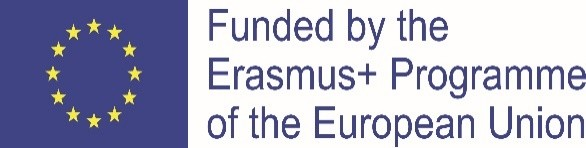 Funded by the
Erasmus+ Programme
of the European Union